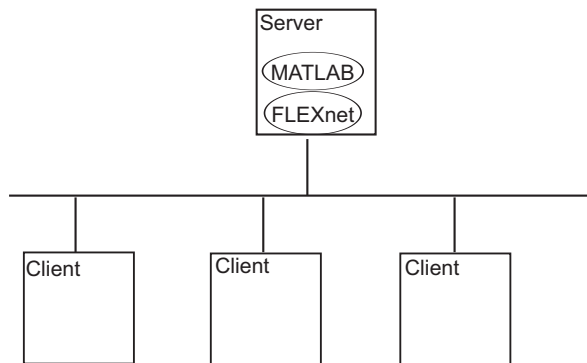 Server
MATLAB
FLEXnet
Client
Client
Client